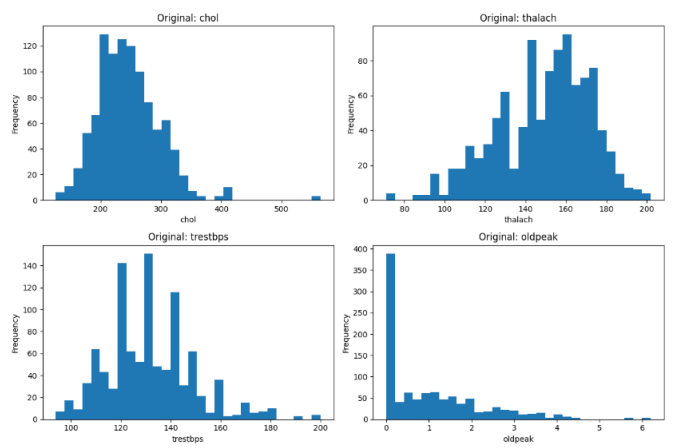 Original: chol
Frequency
120
100
80
60
40
20
0
200 300 400 500
chol
Original: thalach
Frequency
80
60
40
20
0
80 100 120 140 160 180 200
thalach
Original: trestbps
Frequency
140
120
100
80
60
40
20
0
100 120 140 160 180 200
trestbps
Original: oldpeak
Frequency
400
350
300
250
200
150
100
50
0
0 1 2 3 4 5 6
oldpeak